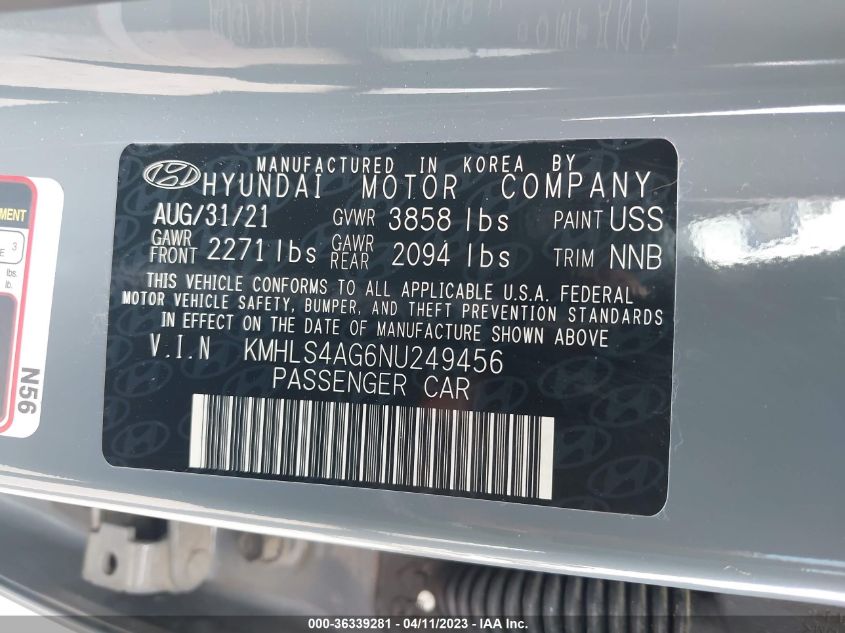 MANUFACTURED IN KOREA BY
HYUNDAI MOTOR COMPANY
AUG/31/21 GVWR 3858 lbs PAINT USS
GAWR FRONT 2271 lbs GAWR REAR 2094 lbs TRIM NNB
THIS VEHICLE CONFORMS TO ALL APPLICABLE U.S.A. FEDERAL
MOTOR VEHICLE SAFETY, BUMPER, AND THEFT PREVENTION STANDARDS
IN EFFECT ON THE DATE OF MANUFACTURE SHOWN ABOVE
V.I.N KMHLS4AG6NU249456
PASSENGER CAR
3
lbs.
lb.
N56
000-36339281 - 04/11/2023 - IAA Inc.